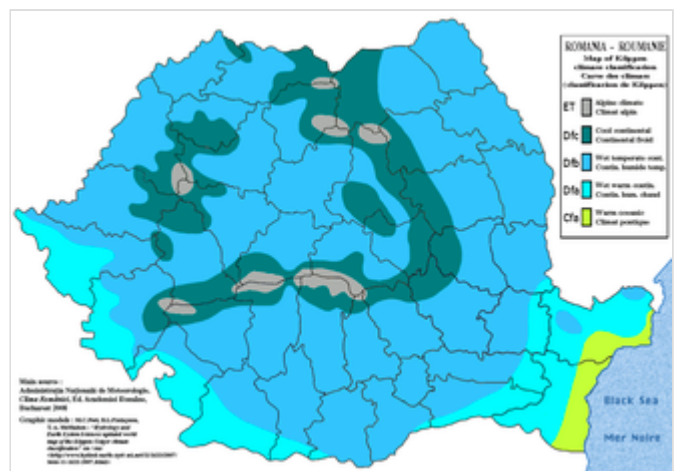 ROMANIA - ROUMANIE
Map of Köppen
climate classification
Carte des climats
(classification de Köppen)
ET
Alpine climate
Climat alpin
Dfc
Cool continental
Continental froid
Dfb
Wet temperate cont.
Contin. humide temp.
Dfa
Wet warm contin.
Contin. hum. chaud
Cfa
Warm oceanic
Climat pontique
Black Sea
Mer Noire
Main source :
Administrația Națională de Meteorologie,
Clima României, Ed. Academiei Române,
Bucharest 2008